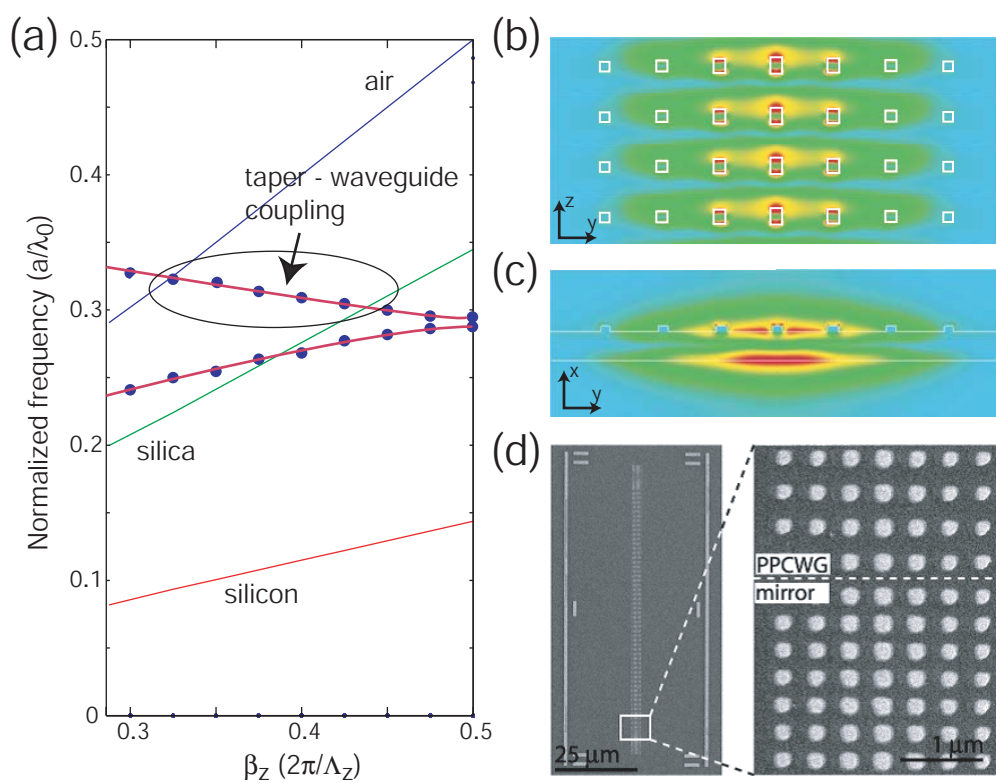 (a)
Normalized frequency (a/λ0)
0.5
0.4
0.3
0.2
0.1
0
air
taper - waveguide
coupling
silica
silicon
0.3
0.4
0.5
βz (2π/Λz)
(b)
z
y
(c)
x
y
(d)
25 μm
PPCWG
mirror
1 μm